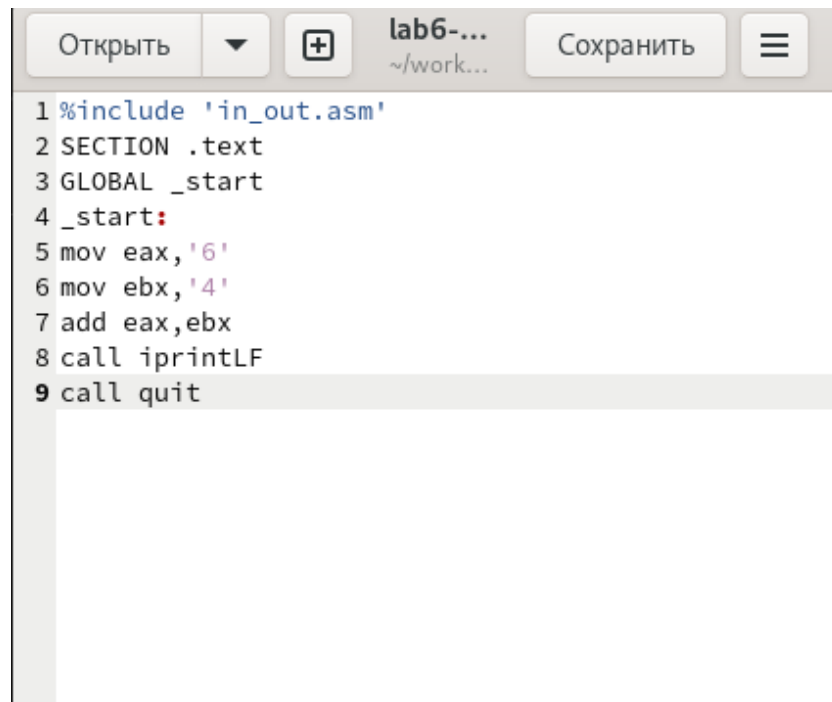 Открыть
lab6-...
~/work...
Сохранить
1 %include 'in_out.asm'
2 SECTION .text
3 GLOBAL _start
4 _start:
5 mov eax,'6'
6 mov ebx,'4'
7 add eax,ebx
8 call iprintLF
9 call quit